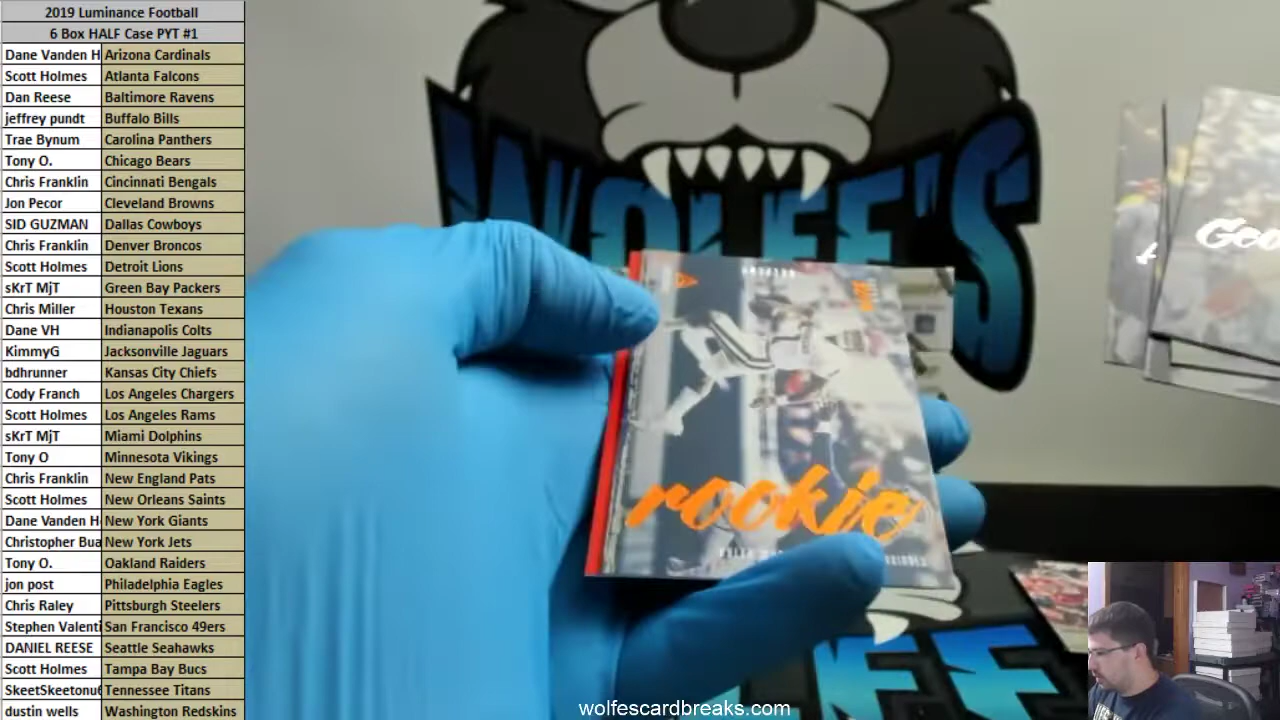 2019 Luminance Football
6 Box HALF Case PYT #1
Dane Vanden H Arizona Cardinals
Scott Holmes Atlanta Falcons
Dan Reese Baltimore Ravens
jeffrey pundt Buffalo Bills
Trae Bynum Carolina Panthers
Tony O. Chicago Bears
Chris Franklin Cincinnati Bengals
Jon Pecor Cleveland Browns
SID GUZMAN Dallas Cowboys
Chris Franklin Denver Broncos
Scott Holmes Detroit Lions
sKrT MjT Green Bay Packers
Chris Miller Houston Texans
Dane VH Indianapolis Colts
KimmyG Jacksonville Jaguars
bdhrunner Kansas City Chiefs
Cody Franch Los Angeles Chargers
Scott Holmes Los Angeles Rams
sKrT MjT Miami Dolphins
Tony O Minnesota Vikings
Chris Franklin New England Pats
Scott Holmes New Orleans Saints
Dane Vanden H New York Giants
Christopher Bua New York Jets
Tony O. Oakland Raiders
jon post Philadelphia Eagles
Chris Raley Pittsburgh Steelers
Stephen Valenti San Francisco 49ers
DANIEL REESE Seattle Seahawks
Scott Holmes Tampa Bay Bucs
SkeetSkeetonu Tennessee Titans
dustin wells Washington Redskins
WOLFE'S
rookie
wolfescardbreaks.com